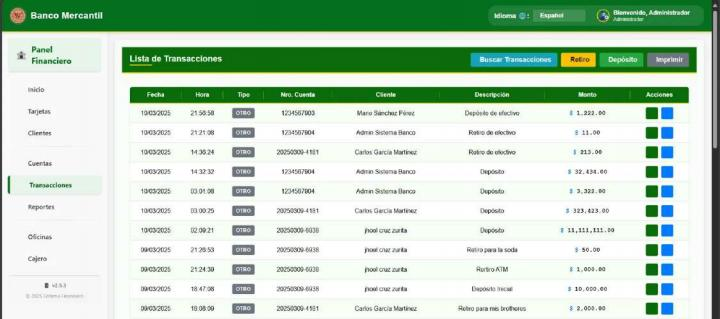 Banco Mercantil
Idioma : Español
Bienvenido, Administrador
Administrador
Panel Financiero
Inicio
Tarjetas
Clientes
Cuentas
Transacciones
Reportes
Oficinas
Cajero
v2.5.3
© 2025 Sistema Financiero
Lista de Transacciones
Buscar Transacciones Retiro Depósito Imprimir
Fecha Hora Tipo Nro. Cuenta Cliente Descripción Monto Acciones
10/03/2025 21:56:58 OTRO 1234567903 Mario Sánchez Pérez Depósito de efectivo $ 1,222.00
10/03/2025 21:21:08 OTRO 1234567904 Admin Sistema Banco Retiro de efectivo $ 11.00
10/03/2025 14:36:24 OTRO 20250309-4181 Carlos García Martínez Retiro de efectivo $ 213.00
10/03/2025 14:32:32 OTRO 1234567904 Admin Sistema Banco Depósito $ 32,434.00
10/03/2025 03:01:08 OTRO 1234567904 Admin Sistema Banco Depósito $ 3,322.00
10/03/2025 03:00:25 OTRO 20250309-4181 Carlos García Martínez Depósito $ 323,423.00
10/03/2025 02:09:21 OTRO 20250309-6938 jhoel cruz zurita Depósito $ 11,111,111.00
09/03/2025 21:26:53 OTRO 20250309-6938 jhoel cruz zurita Retiro para la soda $ 50.00
09/03/2025 21:24:39 OTRO 20250309-6938 jhoel cruz zurita Rertiro ATM $ 1,000.00
09/03/2025 18:47:08 OTRO 20250309-6938 jhoel cruz zurita Depósito Inicial $ 10,000.00
09/03/2025 18:08:09 OTRO 20250309-4181 Carlos García Martínez Retiro para mis brotheres $ 2,000.00